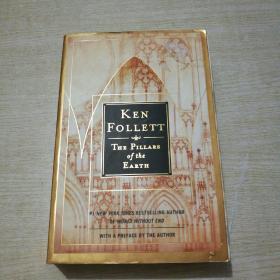 KEN
FOLLETT
THE PILLARS
of the
EARTH
#1 NEW YORK TIMES BESTSELLING AUTHOR
OF WORLD WITHOUT END
WITH A PREFACE BY THE AUTHOR